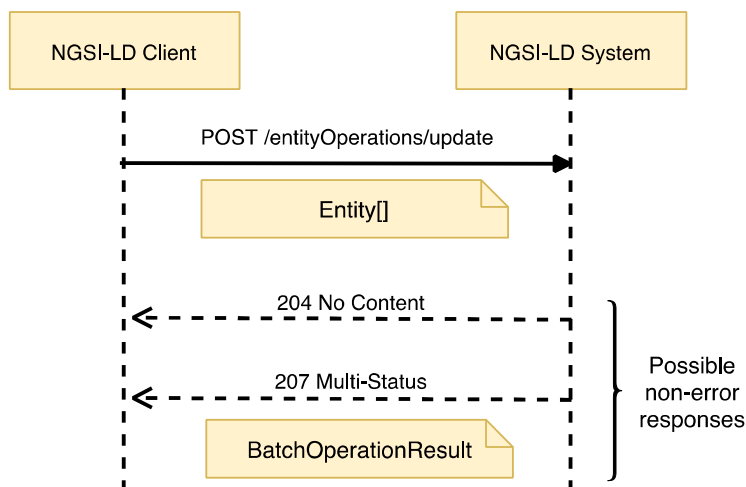 NGSI-LD Client
NGSI-LD System
POST /entityOperations/update
Entity[]
204 No Content
207 Multi-Status
Possible
non-error
responses
BatchOperationResult